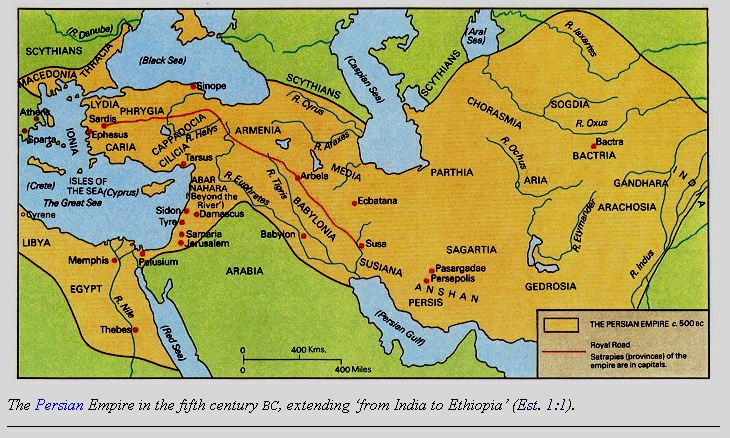 (R. Danube)
SCYTHIANS
MACEDONIA
THRACIA
(Black Sea)
Sinope
(Caspian Sea)
(Aral
Sea)
R. Iaxartes
SCYTHIANS
SCYTHIANS
LYDIA
PHRYGIA
Sardis
Athens
Sparta
IONIA
Ephesus
CARIA
CAPPADOCIA
R. Halys
CILICIA
Tarsus
ARMENIA
(R. Cyrus)
R. Araxes
CHORASMIA
SOGDIA
R. Oxus
Bactra
BACTRIA
R. Ochus
PARTHIA
ARIA
GANDHARA
INDIA
ARACHOSIA
(Crete)
ISLES OF
THE SEA
(Cyprus)
The Great Sea
Cyrene
ABAR
NAHARA
('Beyond the
River')
R. Euphrates
R. Tigris
Arbela
MEDIA
Ecbatana
Sidon
Damascus
Tyre
Samaria
Jerusalem
Babylon
BABYLONIA
Susa
SUSIANA
SAGARTIA
R. Etymander
R. Indus
LIBYA
Memphis
Pelusium
EGYPT
R. Nile
Thebes
(Red Sea)
ARABIA
Pasargadae
Persepolis
ANSHAN
PERSIS
GEDROSIA
(Persian Gulf)
0 400 Kms.
0 400 Miles
THE PERSIAN EMPIRE c. 500 BC
Royal Road
Satrapies (provinces) of the
empire are in capitals.
The Persian Empire in the fifth century BC, extending ‘from India to Ethiopia’ (Est. 1:1).